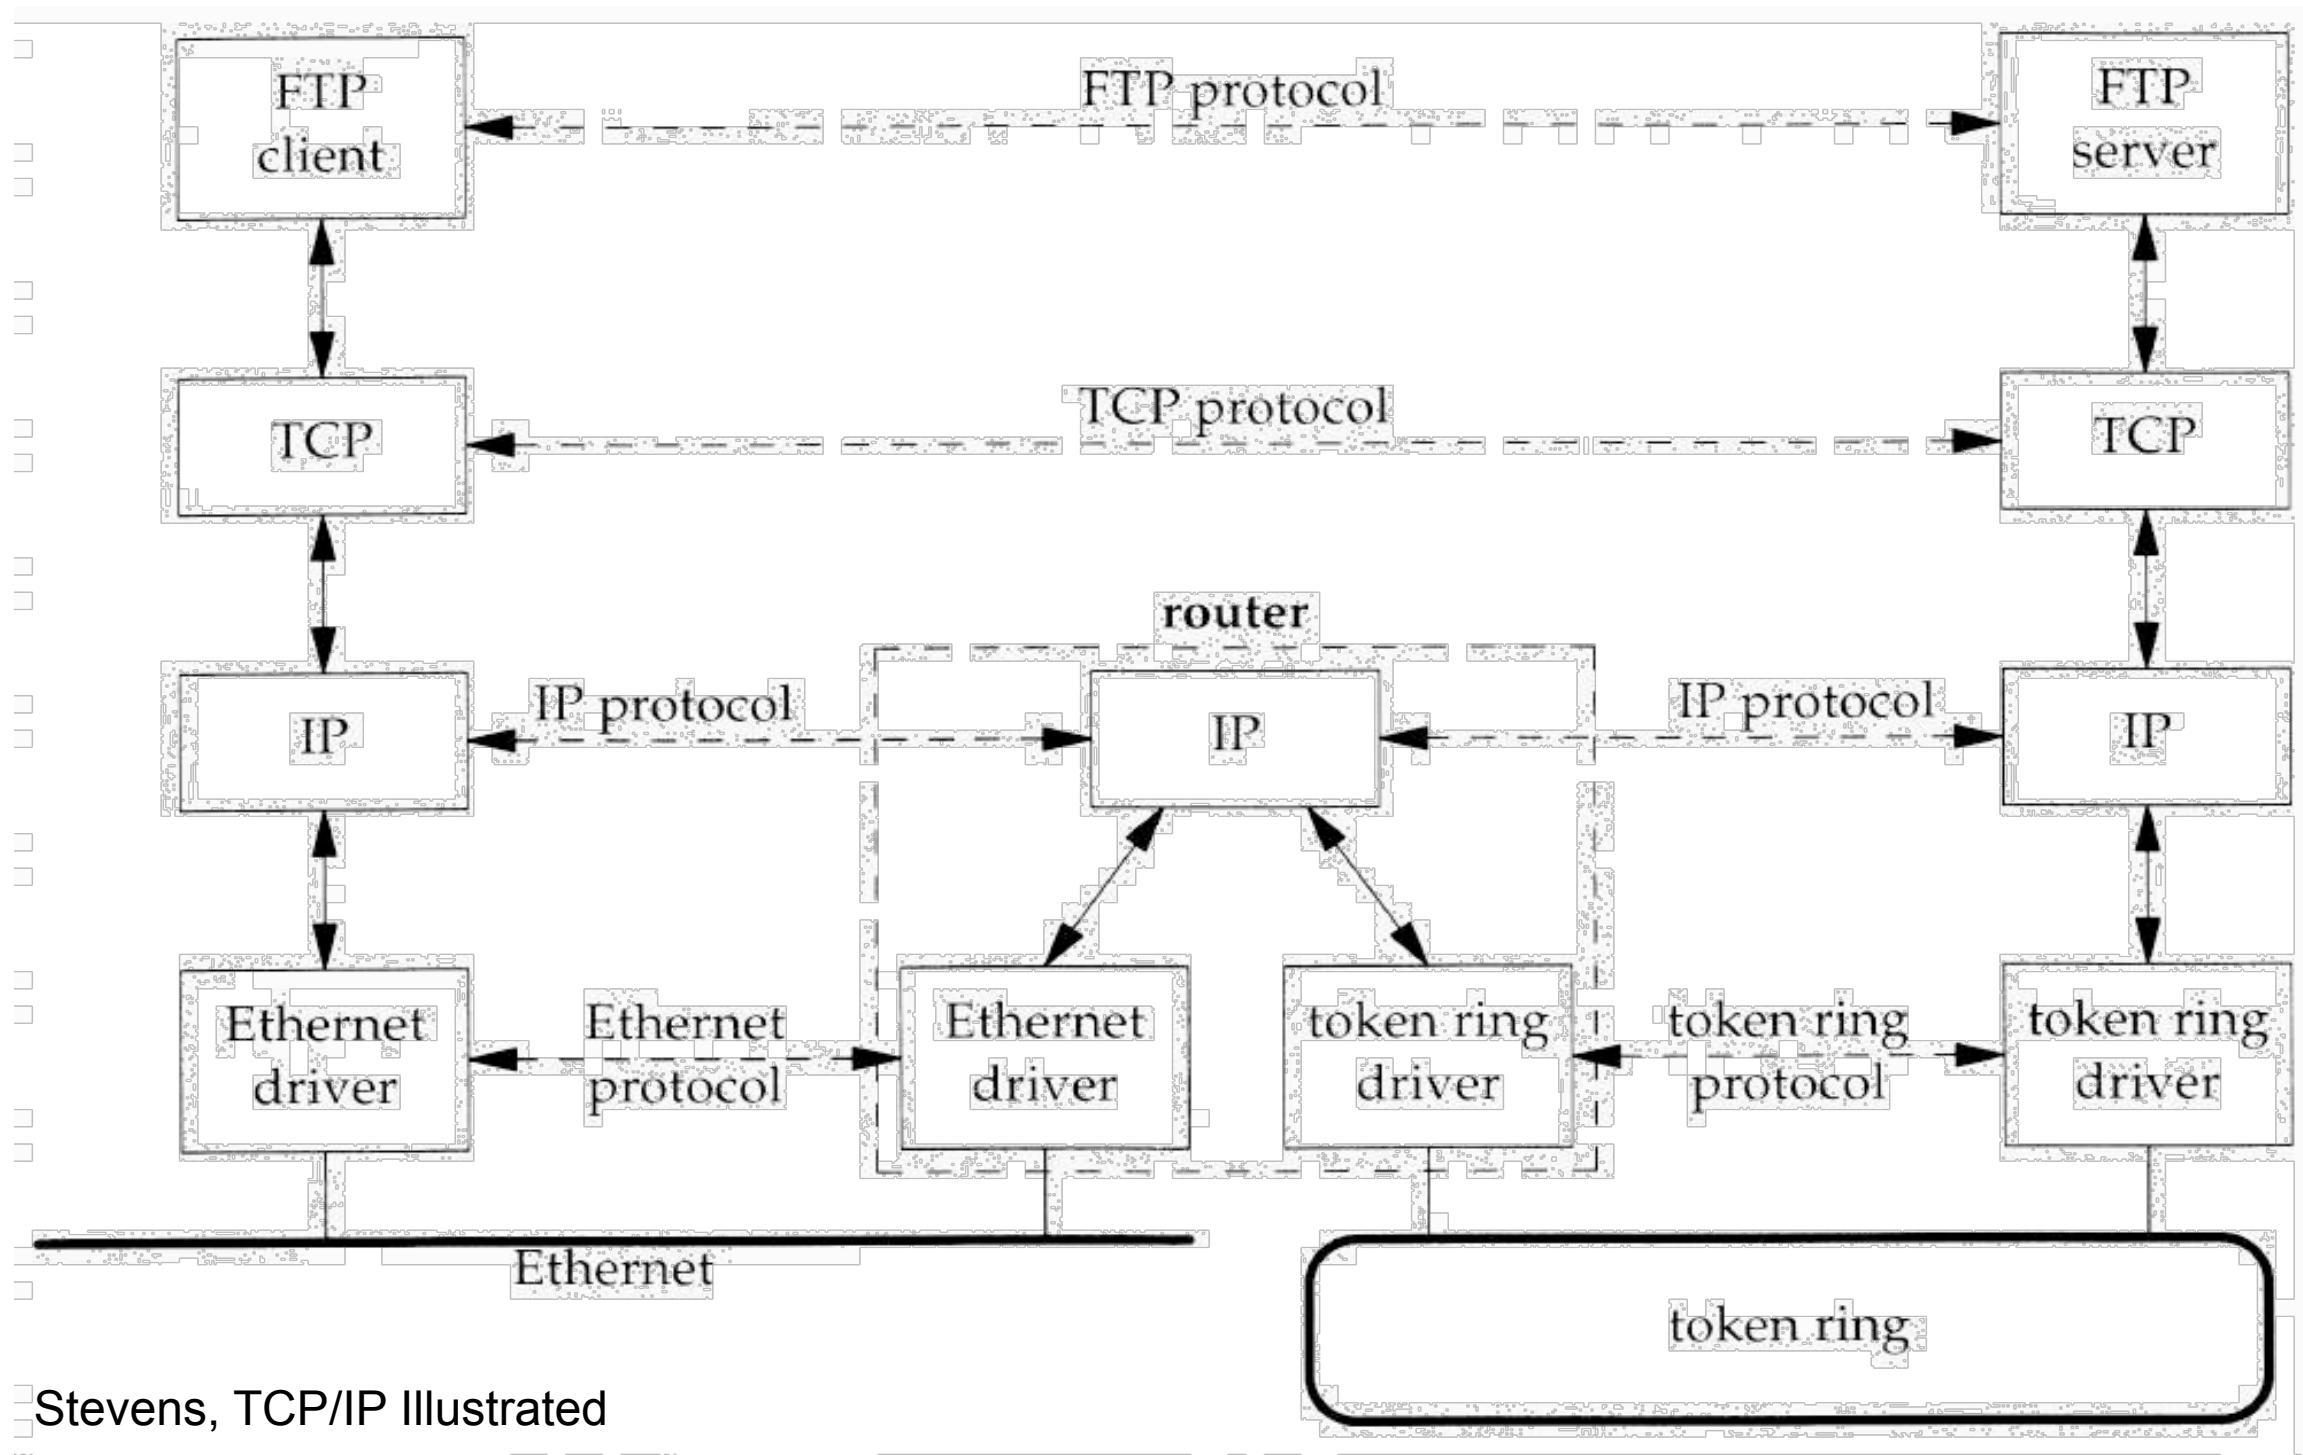 FTP
client
FTP protocol
FTP
server
TCP
TCP protocol
TCP
router
IP
IP protocol
IP
IP protocol
IP
Ethernet
driver
Ethernet
protocol
Ethernet
driver
token ring
driver
token ring
protocol
token ring
driver
Ethernet
token ring
Stevens, TCP/IP Illustrated